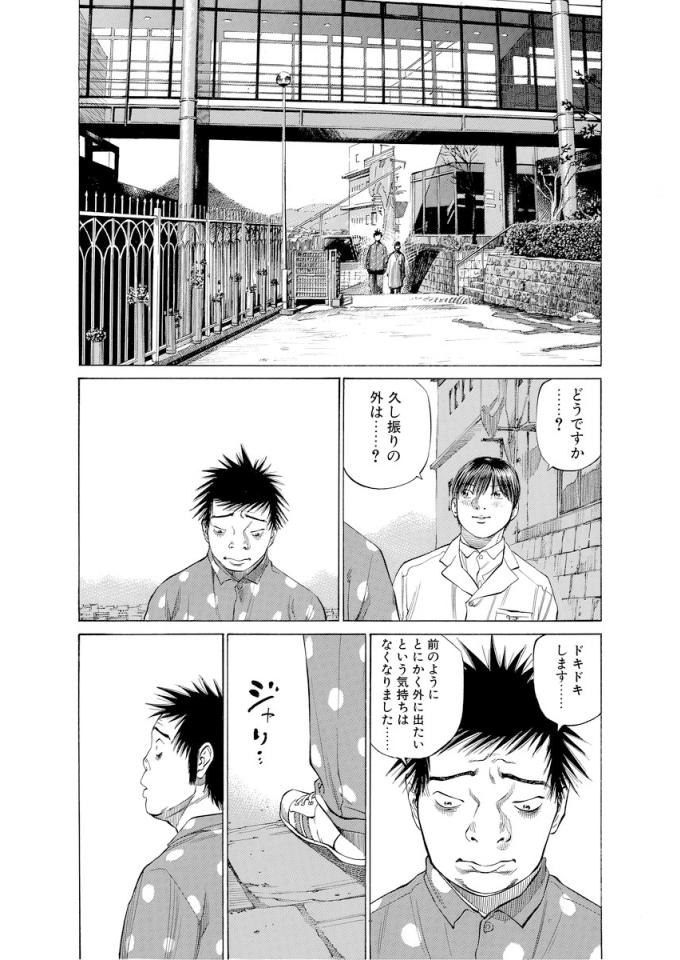 どうですか
……？
久し振りの
外は……？
ドキドキ
します……
前のように
とにかく外に出たい
という気持ちは
なくなりました……
ジャリ…